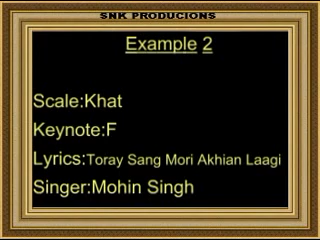 SNK PRODUCIONS
Example 2
Scale:Khat
Keynote:F
Lyrics:Toray Sang Mori Akhian Laagi
Singer:Mohin Singh